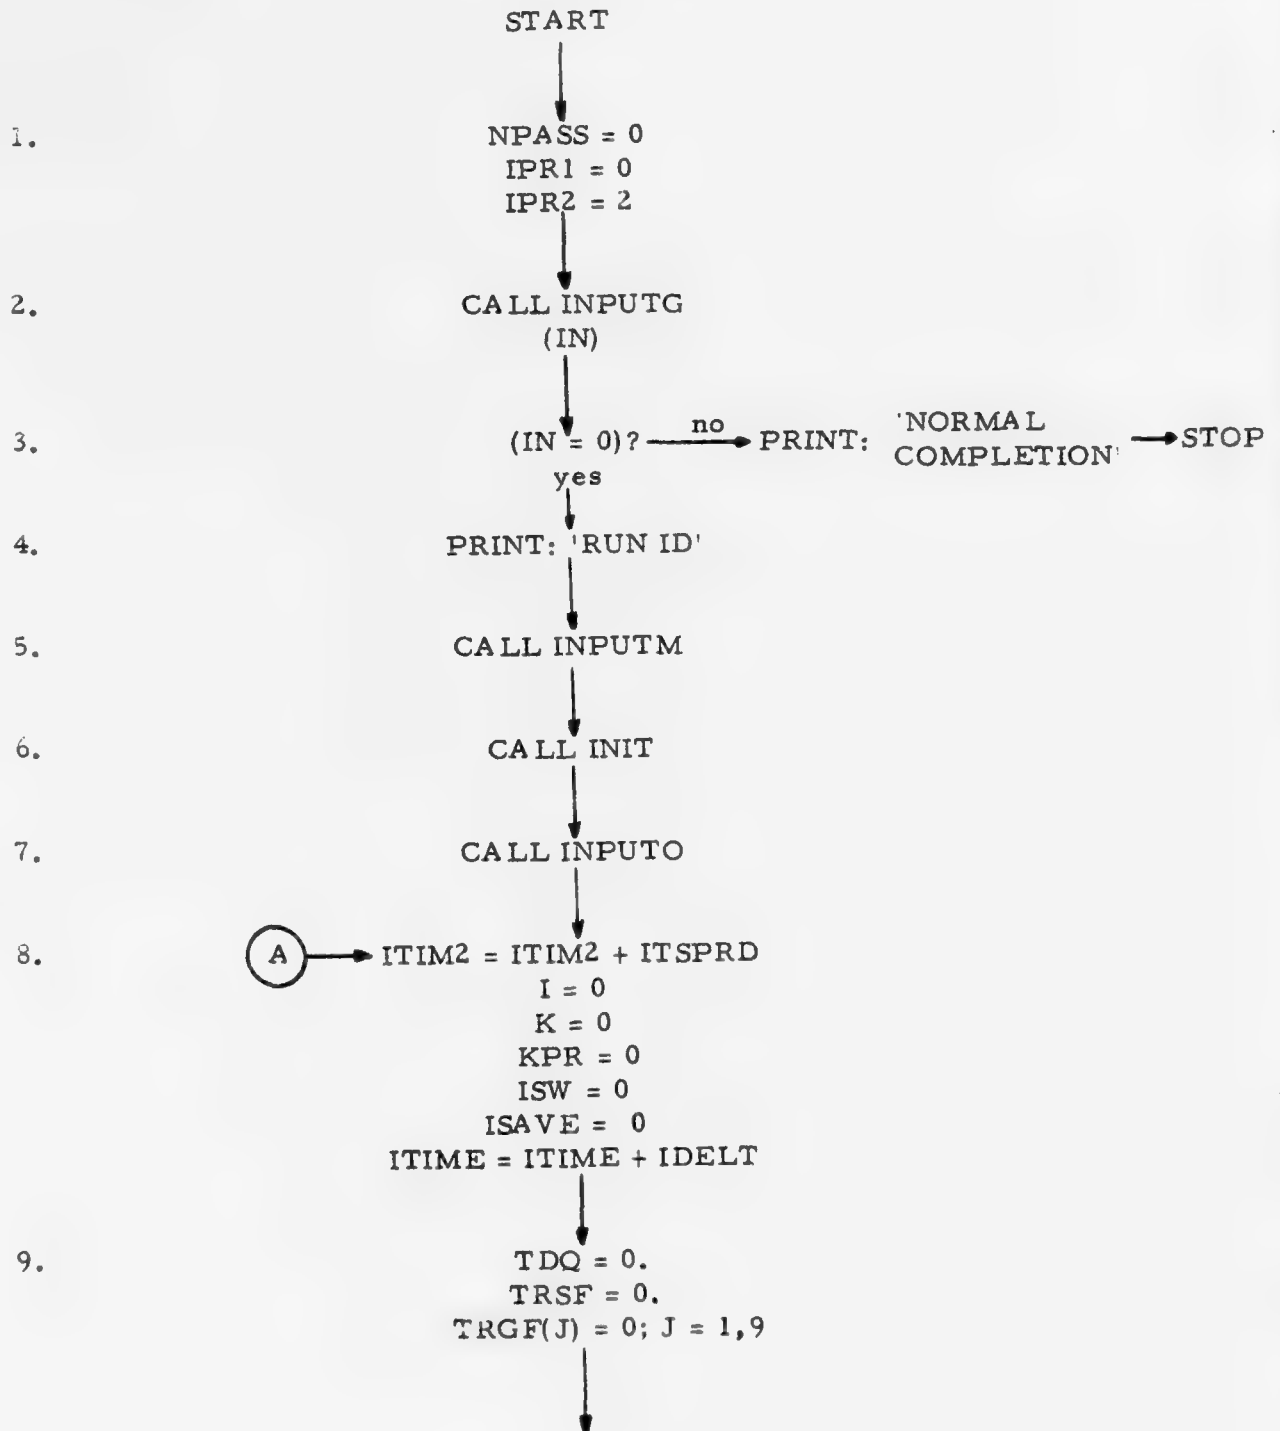 START
1. NPASS = 0
IPR1 = 0
IPR2 = 2
2. CALL INPUTG
(IN)
3. (IN = 0)? no PRINT: 'NORMAL COMPLETION' STOP
yes
4. PRINT: 'RUN ID'
5. CALL INPUTM
6. CALL INIT
7. CALL INPUTO
8. A ITIM2 = ITIM2 + ITSPRD
I = 0
K = 0
KPR = 0
ISW = 0
ISAVE = 0
ITIME = ITIME + IDELT
9. TDQ = 0.
TRSF = 0.
TRGF(J) = 0; J = 1,9